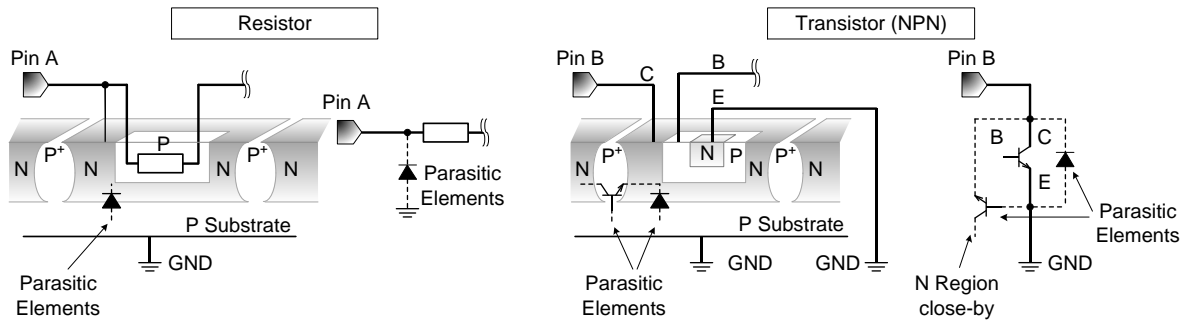 Resistor
Transistor (NPN)
Pin A
Pin B
B
Pin B
C
E
Pin A
N
P+
N
P
P+
N
Parasitic
Elements
N
P+
N
N
P
P+
N
B
C
E
P Substrate
P Substrate
Parasitic
Elements
GND
GND
GND
GND
Parasitic
Elements
Parasitic
Elements
N Region
close-by